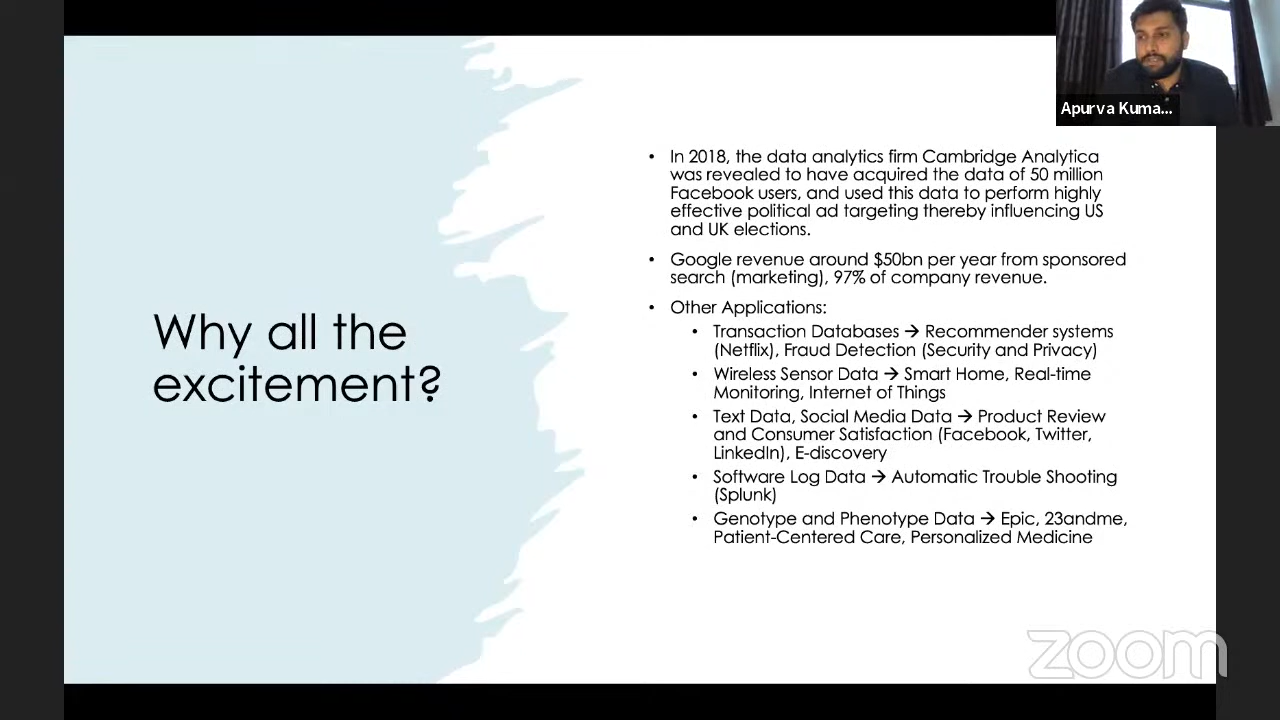 Apurva Kuma...
Why all the
excitement?
• In 2018, the data analytics firm Cambridge Analytica
was revealed to have acquired the data of 50 million
Facebook users, and used this data to perform highly
effective political ad targeting thereby influencing US
and UK elections.
• Google revenue around $50bn per year from sponsored
search (marketing), 97% of company revenue.
• Other Applications:
• Transaction Databases → Recommender systems
(Netflix), Fraud Detection (Security and Privacy)
• Wireless Sensor Data → Smart Home, Real-time
Monitoring, Internet of Things
• Text Data, Social Media Data → Product Review
and Consumer Satisfaction (Facebook, Twitter,
LinkedIn), E-discovery
• Software Log Data → Automatic Trouble Shooting
(Splunk)
• Genotype and Phenotype Data → Epic, 23andme,
Patient-Centered Care, Personalized Medicine
zoom